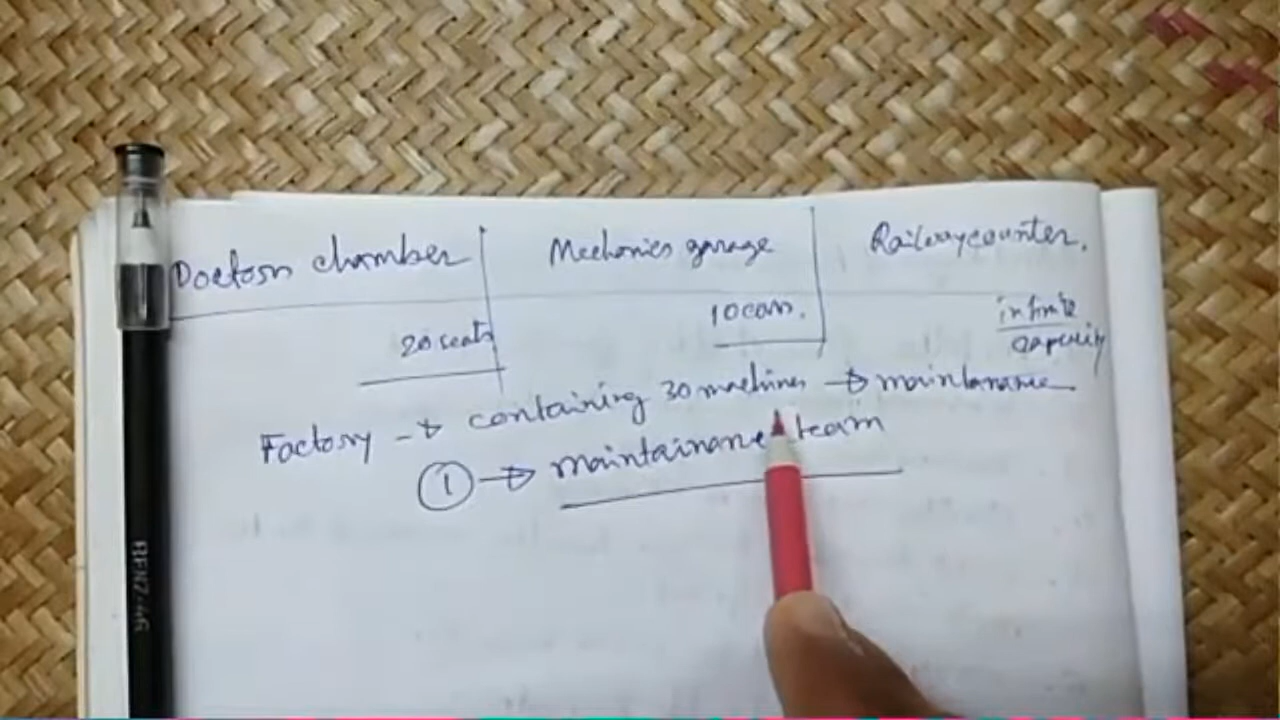 Doctors chamber Mechanics garage Railway counter.
20 seats 10 cars. infinite
capacity
Factory → containing 30 machines → maintanance
① → maintainance team